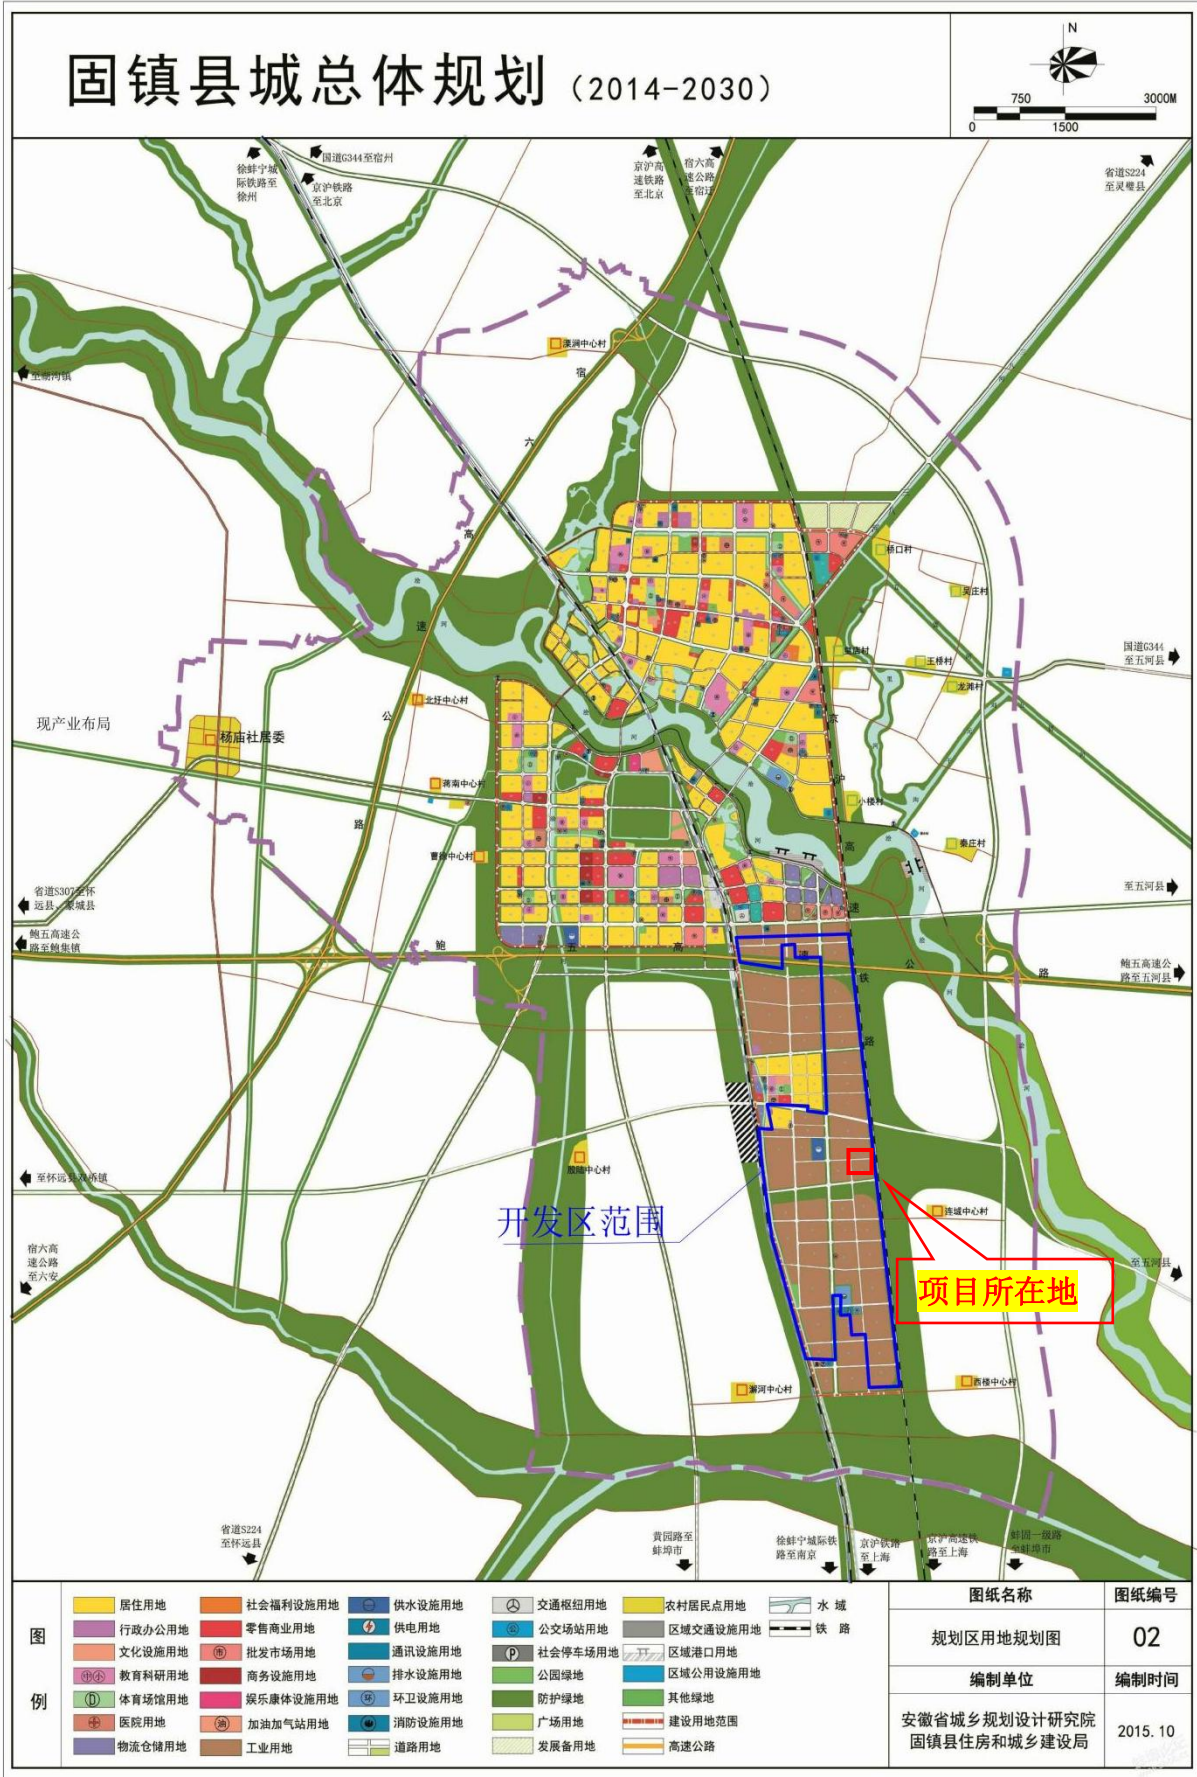 固镇县城总体规划（2014-2030）
N
750
3000M
0
1500
国道G344至宿州
徐蚌宁城
际铁路至
徐州
京沪铁路
至北京
京沪高
速铁路
至北京
宿六高
速公路
至宿迁
省道S224
至灵璧县
濠涧中心村
宿
六
高
速
公
路
至湖沟镇
桥口村
吴庄村
王桥村
龙滩村
国道G344
至五河县
现产业布局
杨庙社居委
北圩中心村
蒋南中心村
曹徐中心村
小楼村
秦庄村
京
沪
高
速
铁
路
浍
河
省道S307至怀
远县、蒙城县
至五河县
鲍五高速公
路至鲍集镇
鲍
五
高
速
公
路
鲍五高速公
路至五河县
殷陆中心村
至怀远县双桥镇
开发区范围
连城中心村
宿六高
速公路
至六安
至五河县
项目所在地
澥河中心村
西楼中心村
省道S224
至怀远县
黄园路至
蚌埠市
徐蚌宁城际铁
路至南京
京沪铁路
至上海
京沪高速铁
路至上海
蚌固一级路
至蚌埠市
图
例
居住用地
行政办公用地
文化设施用地
教育科研用地
体育场馆用地
医院用地
物流仓储用地
社会福利设施用地
零售商业用地
批发市场用地
商务设施用地
娱乐康体设施用地
加油加气站用地
工业用地
供水设施用地
供电用地
通讯设施用地
排水设施用地
环卫设施用地
消防设施用地
道路用地
交通枢纽用地
公交场站用地
社会停车场用地
公园绿地
防护绿地
广场用地
发展备用地
农村居民点用地
区域交通设施用地
区域港口用地
区域公用设施用地
其他绿地
建设用地范围
高速公路
水 域
铁 路
图纸名称
图纸编号
规划区用地规划图
02
编制单位
编制时间
安徽省城乡规划设计研究院
固镇县住房和城乡建设局
2015.10